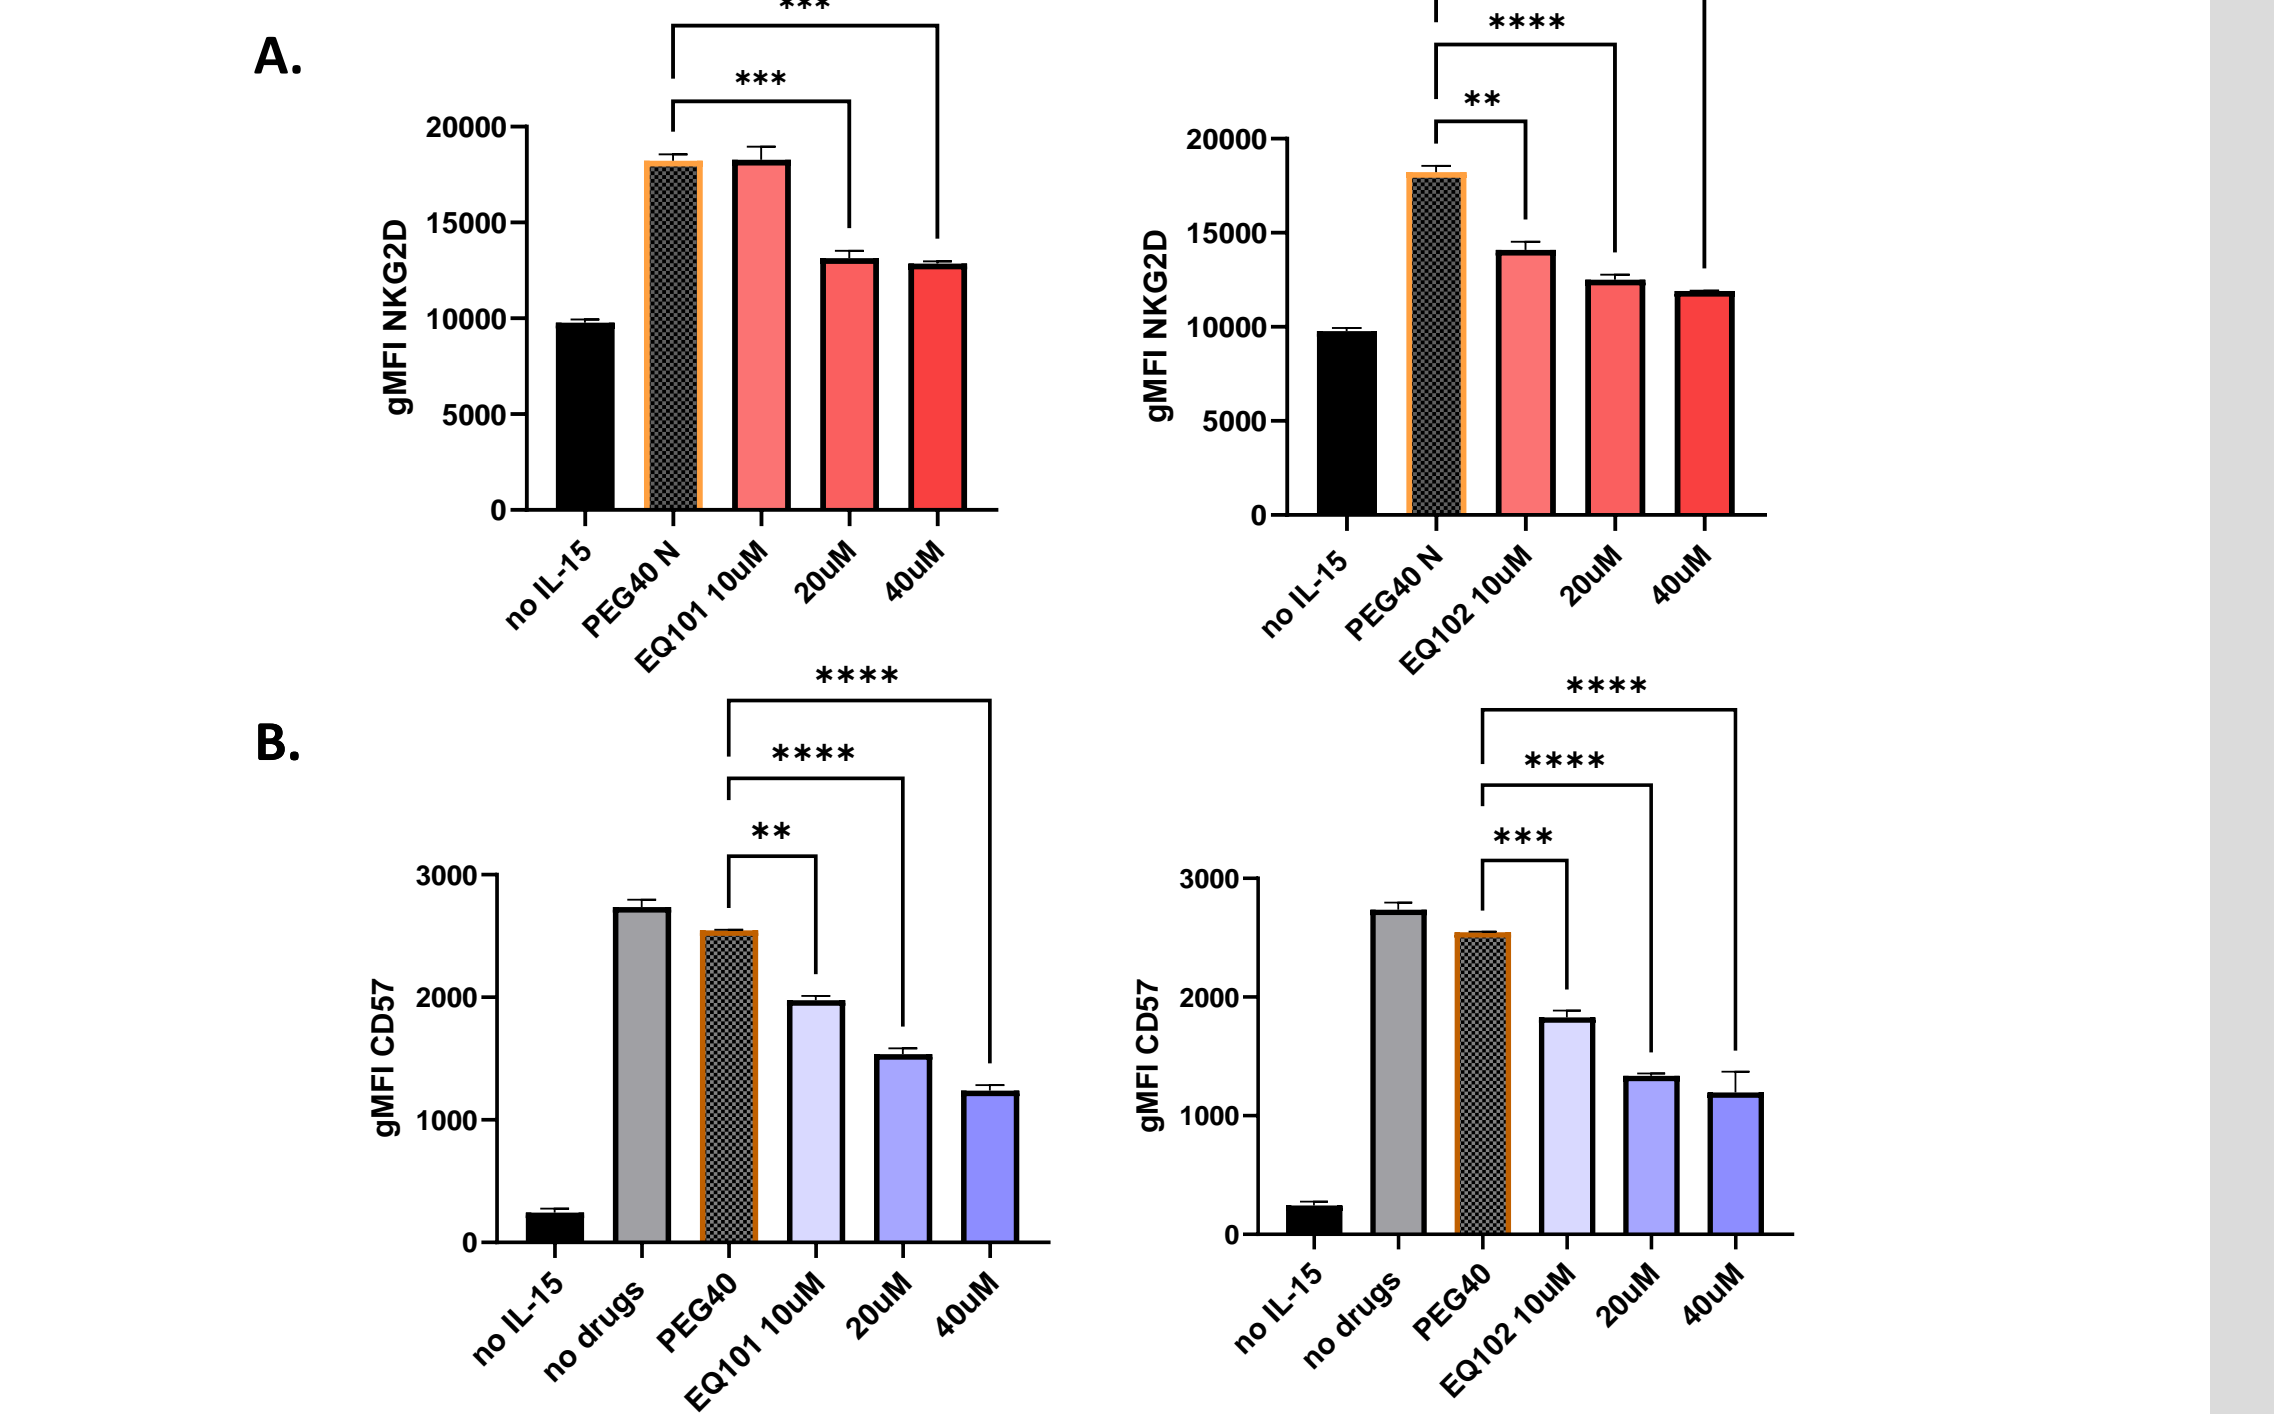 A.
***
***
20000
15000
10000
5000
0
gMFI NKG2D
no IL-15
PEG40 N
EQ101 10uM
20uM
40uM
****
**
20000
15000
10000
5000
0
gMFI NKG2D
no IL-15
PEG40 N
EQ102 10uM
20uM
40uM
B.
****
****
**
3000
2000
1000
0
gMFI CD57
no IL-15
no drugs
PEG40
EQ101 10uM
20uM
40uM
****
****
***
3000
2000
1000
0
gMFI CD57
no IL-15
no drugs
PEG40
EQ102 10uM
20uM
40uM